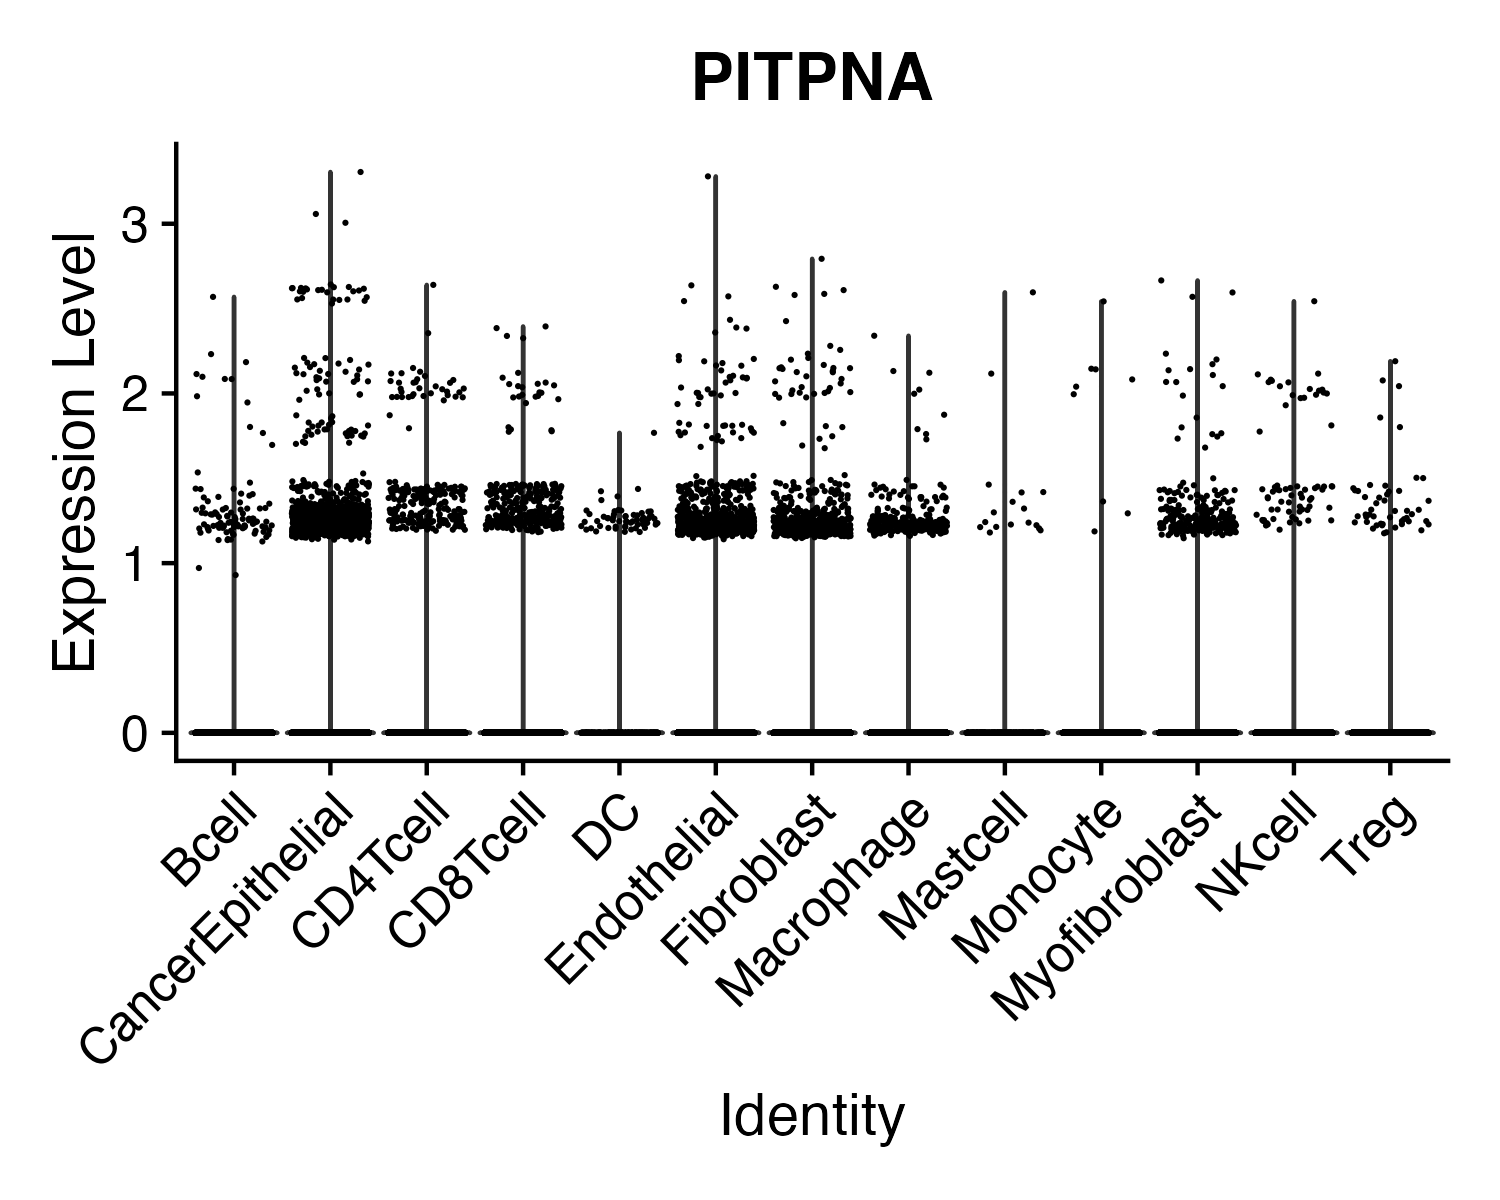 PITPNA
Expression Level
3
2
1
0
Bcell
CancerEpithelial
CD4Tcell
CD8Tcell
DC
Endothelial
Fibroblast
Macrophage
Mastcell
Monocyte
Myofibroblast
NKcell
Treg
Identity